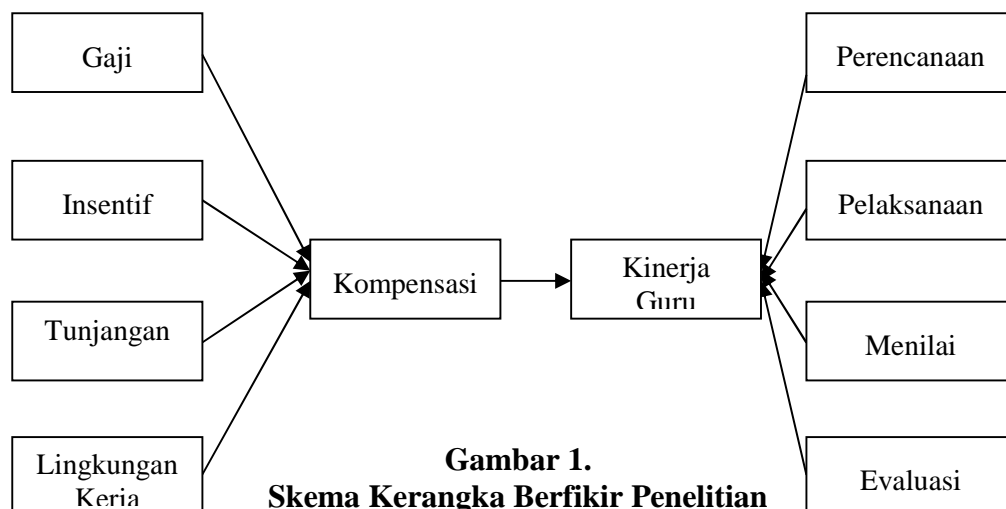 Gaji
Insentif
Tunjangan
Lingkungan
Kerja
Kompensasi
Kinerja
Guru
Perencanaan
Pelaksanaan
Menilai
Evaluasi
Gambar 1.
Skema Kerangka Berfikir Penelitian